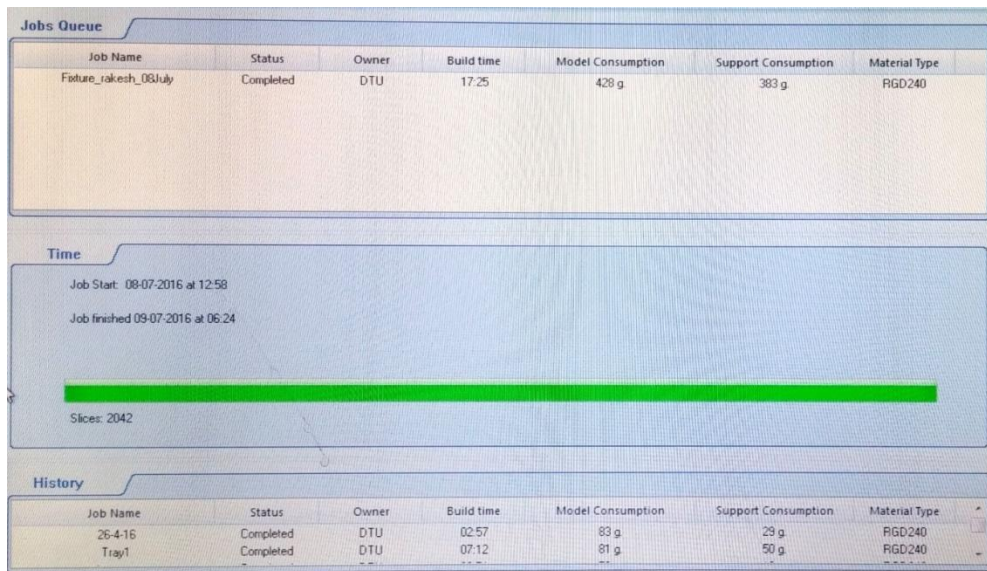 Jobs Queue
Job Name Status Owner Build time Model Consumption Support Consumption Material Type
Fixture_rakesh_08July Completed DTU 17:25 428 g. 383 g. RGD240
Time
Job Start: 08-07-2016 at 12:58
Job finished 09-07-2016 at 06:24
Slices: 2042
History
Job Name Status Owner Build time Model Consumption Support Consumption Material Type
26-4-16 Completed DTU 02:57 83 g. 29 g. RGD240
Tray1 Completed DTU 07:12 81 g. 50 g. RGD240